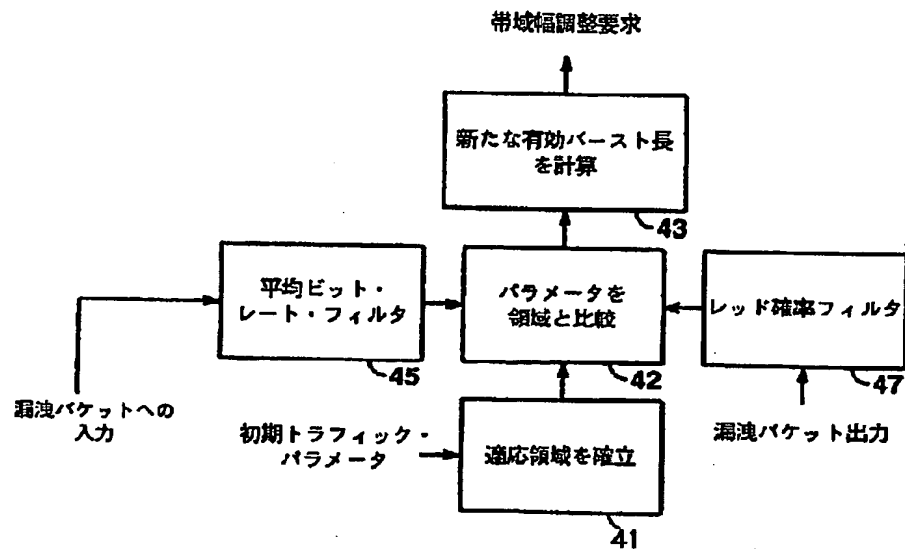 帯域幅調整要求
新たな有効バースト長
を計算
43
平均ビット・
レート・フィルタ
45
パラメータを
領域と比較
42
レッド確率フィルタ
47
漏洩バケットへの
入力
初期トラフィック・
パラメータ
適応領域を確立
41
漏洩バケット出力